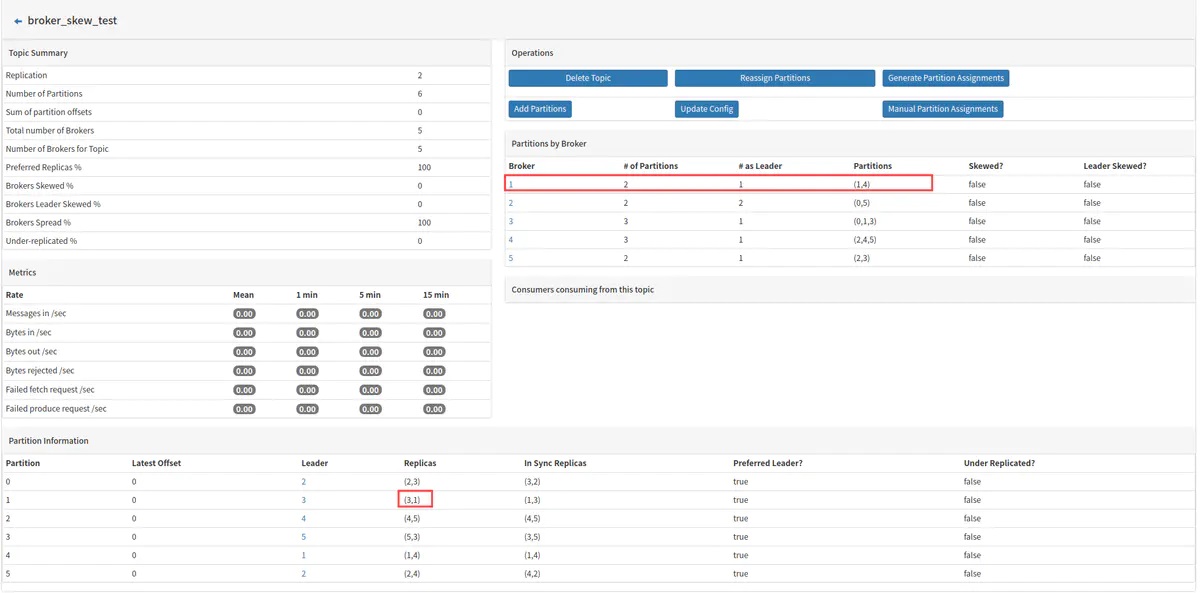 broker_skew_test
Topic Summary
Replication 2
Number of Partitions 6
Sum of partition offsets 0
Total number of Brokers 5
Number of Brokers for Topic 5
Preferred Replicas % 100
Brokers Skewed % 0
Brokers Leader Skewed % 0
Brokers Spread % 100
Under-replicated % 0
Metrics
Rate Mean 1 min 5 min 15 min
Messages in /sec 0.00 0.00 0.00 0.00
Bytes in /sec 0.00 0.00 0.00 0.00
Bytes out /sec 0.00 0.00 0.00 0.00
Bytes rejected /sec 0.00 0.00 0.00 0.00
Failed fetch request /sec 0.00 0.00 0.00 0.00
Failed produce request /sec 0.00 0.00 0.00 0.00
Operations
Delete Topic Reassign Partitions Generate Partition Assignments
Add Partitions Update Config Manual Partition Assignments
Partitions by Broker
Broker # of Partitions # as Leader Partitions Skewed? Leader Skewed?
1 2 1 (1,4) false false
2 2 2 (0,5) false false
3 3 1 (0,1,3) false false
4 3 1 (2,4,5) false false
5 2 1 (2,3) false false
Consumers consuming from this topic
Partition Information
Partition Latest Offset Leader Replicas In Sync Replicas Preferred Leader? Under Replicated?
0 0 2 (2,3) (3,2) true false
1 0 3 (3,1) (1,3) true false
2 0 4 (4,5) (4,5) true false
3 0 5 (5,3) (3,5) true false
4 0 1 (1,4) (1,4) true false
5 0 2 (2,4) (4,2) true false